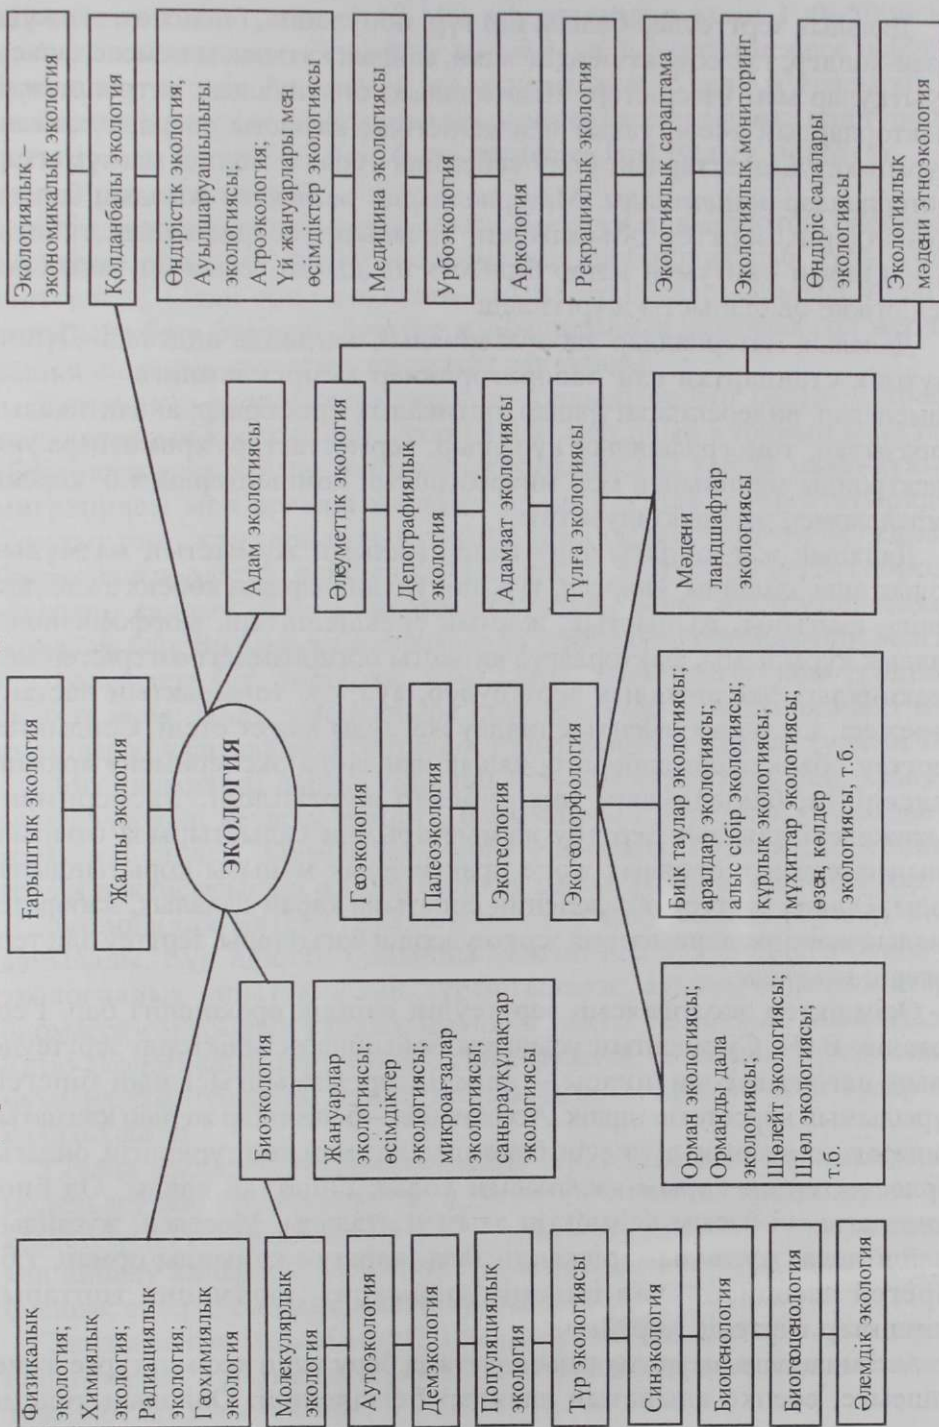 Ғарыштық экология
Жалпы экология
ЭКОЛОГИЯ
Физикалық
экология;
Химиялық
экология;
Радиациялық
экология;
Геохимиялық
экология
Биоэкология
Жануарлар
экологиясы;
өсімдіктер
экологиясы;
микроағзалар
экологиясы;
саңырауқұлақтар
экологиясы
Молекулярлық
экология
Аутоэкология
Демэкология
Популяциялық
экология
Түр экологиясы
Синэкология
Биоценология
Биогеоценология
Әлемдік экология
Орман экологиясы;
Орманды дала
экологиясы;
Шөлейт экологиясы;
Шөл экологиясы;
т.б.
Геоэкология
Палеоэкология
Экогеология
Экотопорфология
Биік таулар экологиясы;
аралдар экологиясы;
алыс сібір экологиясы;
құрлық экологиясы;
мұхиттар экологиясы;
өзен, көлдер
экологиясы, т.б.
Адам экологиясы
Әлеуметтік экология
Депографиялық
экология
Адамзат экологиясы
Тұлға экологиясы
Мәдени
ландшафтар
экологиясы
Экологиялық –
экономикалық экология
Қолданбалы экология
Өндірістік экология;
Ауылшаруашылығы
экологиясы;
Агроэкология;
Үй жануарлары мен
өсімдіктер экологиясы
Медицина экологиясы
Урбоэкология
Аркология
Рекрациялық экология
Экологиялық сараптама
Экологиялық мониторинг
Өндіріс салалары
экологиясы
Экологиялық
мәдени этноэкология